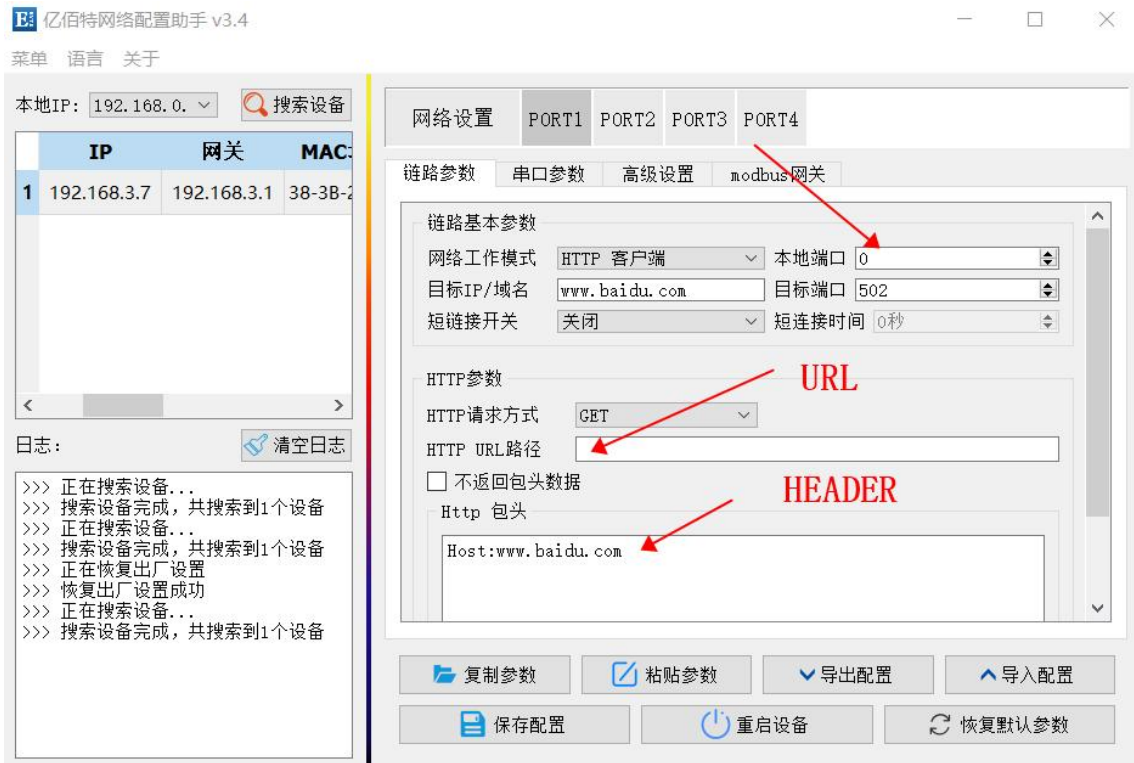 亿佰特网络配置助手 v3.4
菜单 语言 关于
本地IP: 192.168.0. 搜索设备
IP 网关 MAC
1 192.168.3.7 192.168.3.1 38-3B-2
日志:
清空日志
>>> 正在搜索设备...
>>> 搜索设备完成，共搜索到1个设备
>>> 正在搜索设备...
>>> 搜索设备完成，共搜索到1个设备
>>> 正在恢复出厂设置
>>> 恢复出厂设置成功
>>> 正在搜索设备...
>>> 搜索设备完成，共搜索到1个设备
网络设置 PORT1 PORT2 PORT3 PORT4
链路参数 串口参数 高级设置 modbus网关
链路基本参数
网络工作模式 HTTP 客户端 本地端口 0
目标IP/域名 www.baidu.com 目标端口 502
短链接开关 关闭 短连接时间 0秒
HTTP参数
URL
HTTP请求方式 GET
HTTP URL路径
不返回包头数据
HEADER
Http 包头
Host:www.baidu.com
复制参数 粘贴参数 导出配置 导入配置
保存配置 重启设备 恢复默认参数